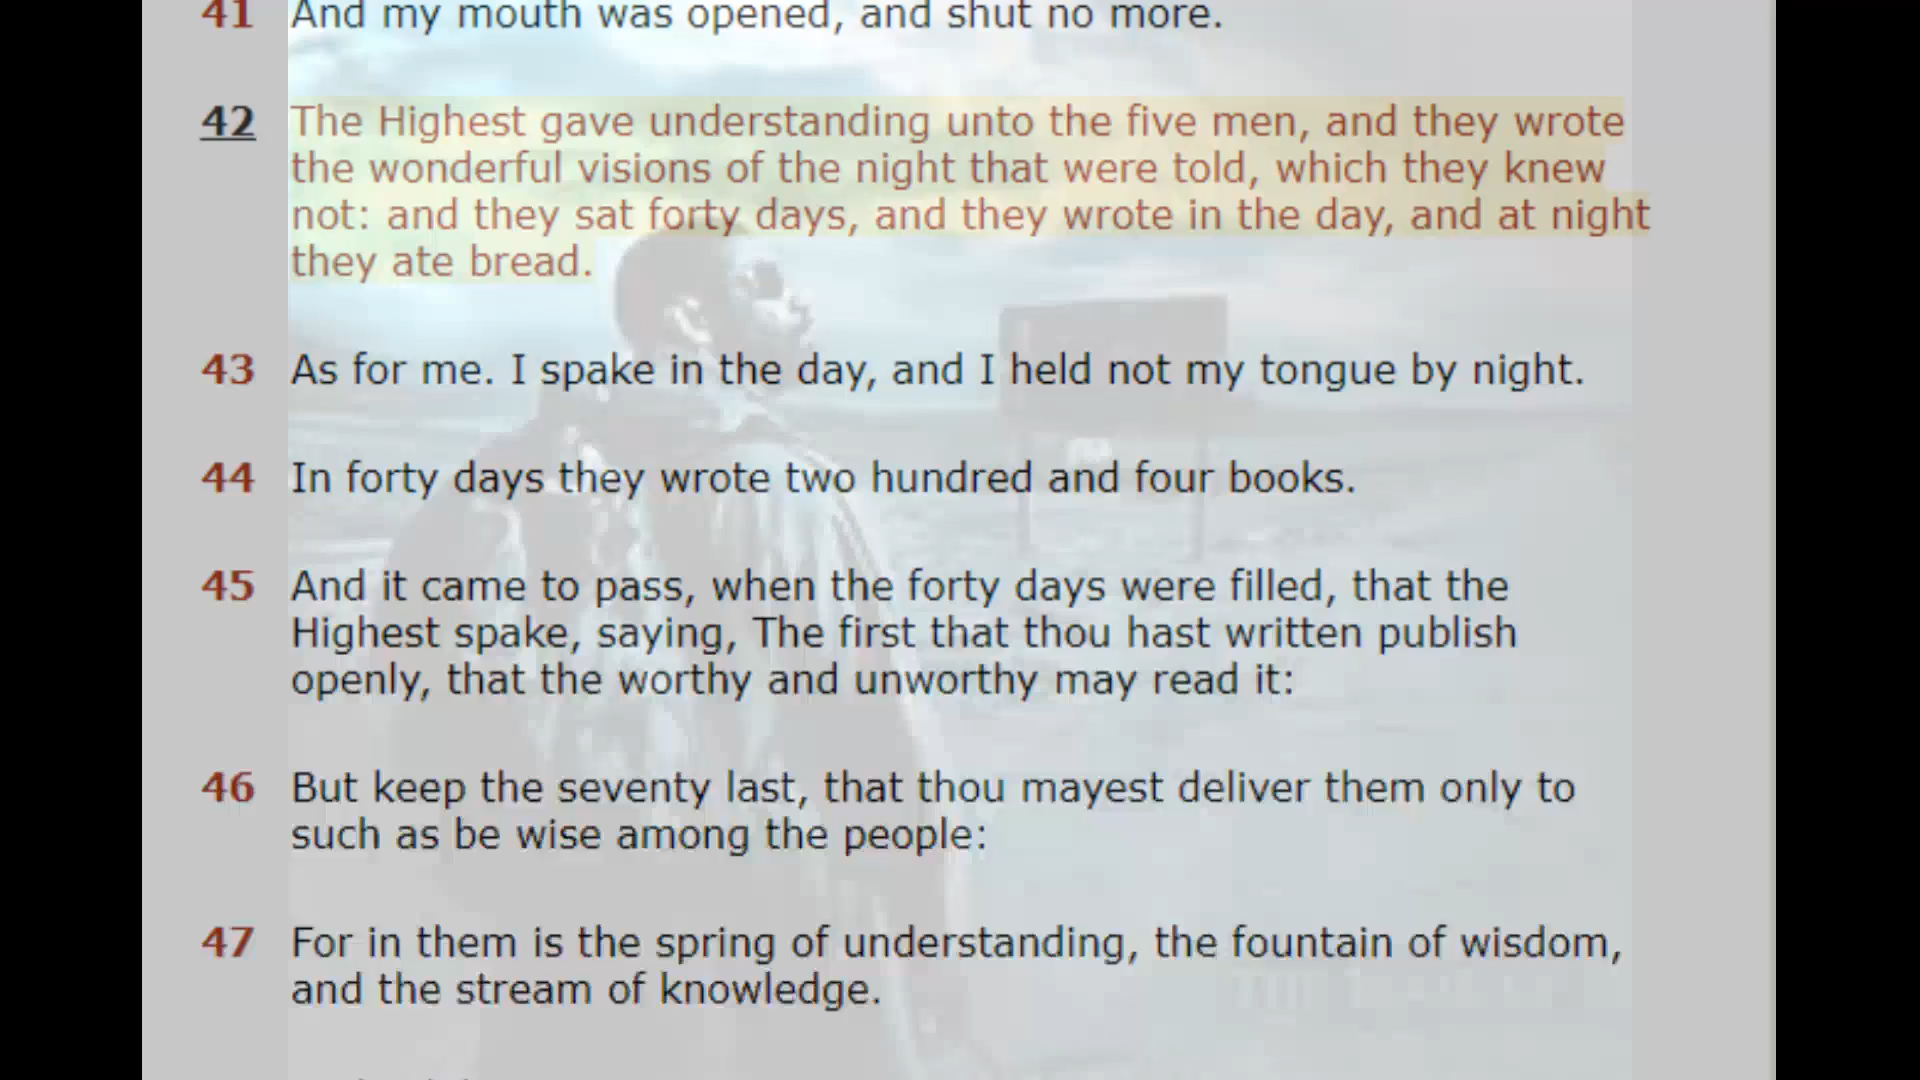 41 And my mouth was opened, and shut no more.
42 The Highest gave understanding unto the five men, and they wrote
the wonderful visions of the night that were told, which they knew
not: and they sat forty days, and they wrote in the day, and at night
they ate bread.
43 As for me. I spake in the day, and I held not my tongue by night.
44 In forty days they wrote two hundred and four books.
45 And it came to pass, when the forty days were filled, that the
Highest spake, saying, The first that thou hast written publish
openly, that the worthy and unworthy may read it:
46 But keep the seventy last, that thou mayest deliver them only to
such as be wise among the people:
47 For in them is the spring of understanding, the fountain of wisdom,
and the stream of knowledge.